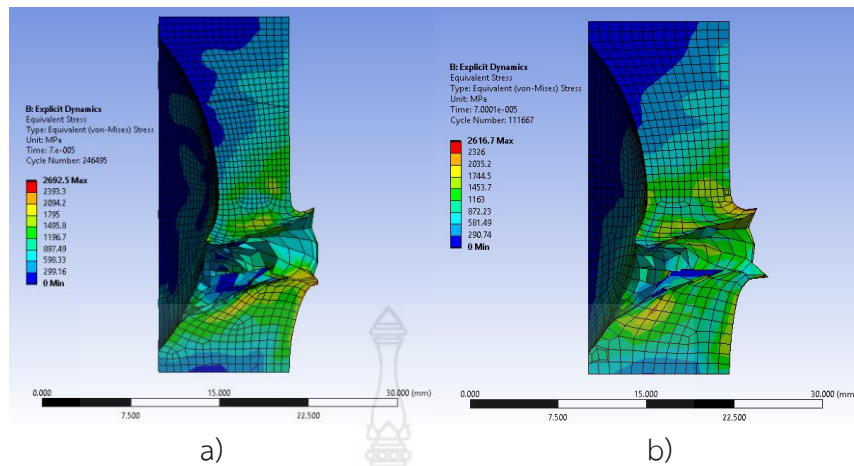 B: Explicit Dynamics
Equivalent Stress
Type: Equivalent (von-Mises) Stress
Unit: MPa
Time: 7.e-005
Cycle Number: 246495
2692.5 Max
2393.3
2094.2
1795
1495.8
1196.7
897.49
598.33
299.16
0 Min
0.000
15.000
30.000 (mm)
7.500
22.500
a)
B: Explicit Dynamics
Equivalent Stress
Type: Equivalent (von-Mises) Stress
Unit: MPa
Time: 7.0001e-005
Cycle Number: 111667
2616.7 Max
2326
2035.2
1744.5
1453.7
1163
872.23
581.49
290.74
0 Min
0.000
15.000
30.000 (mm)
7.500
22.500
b)